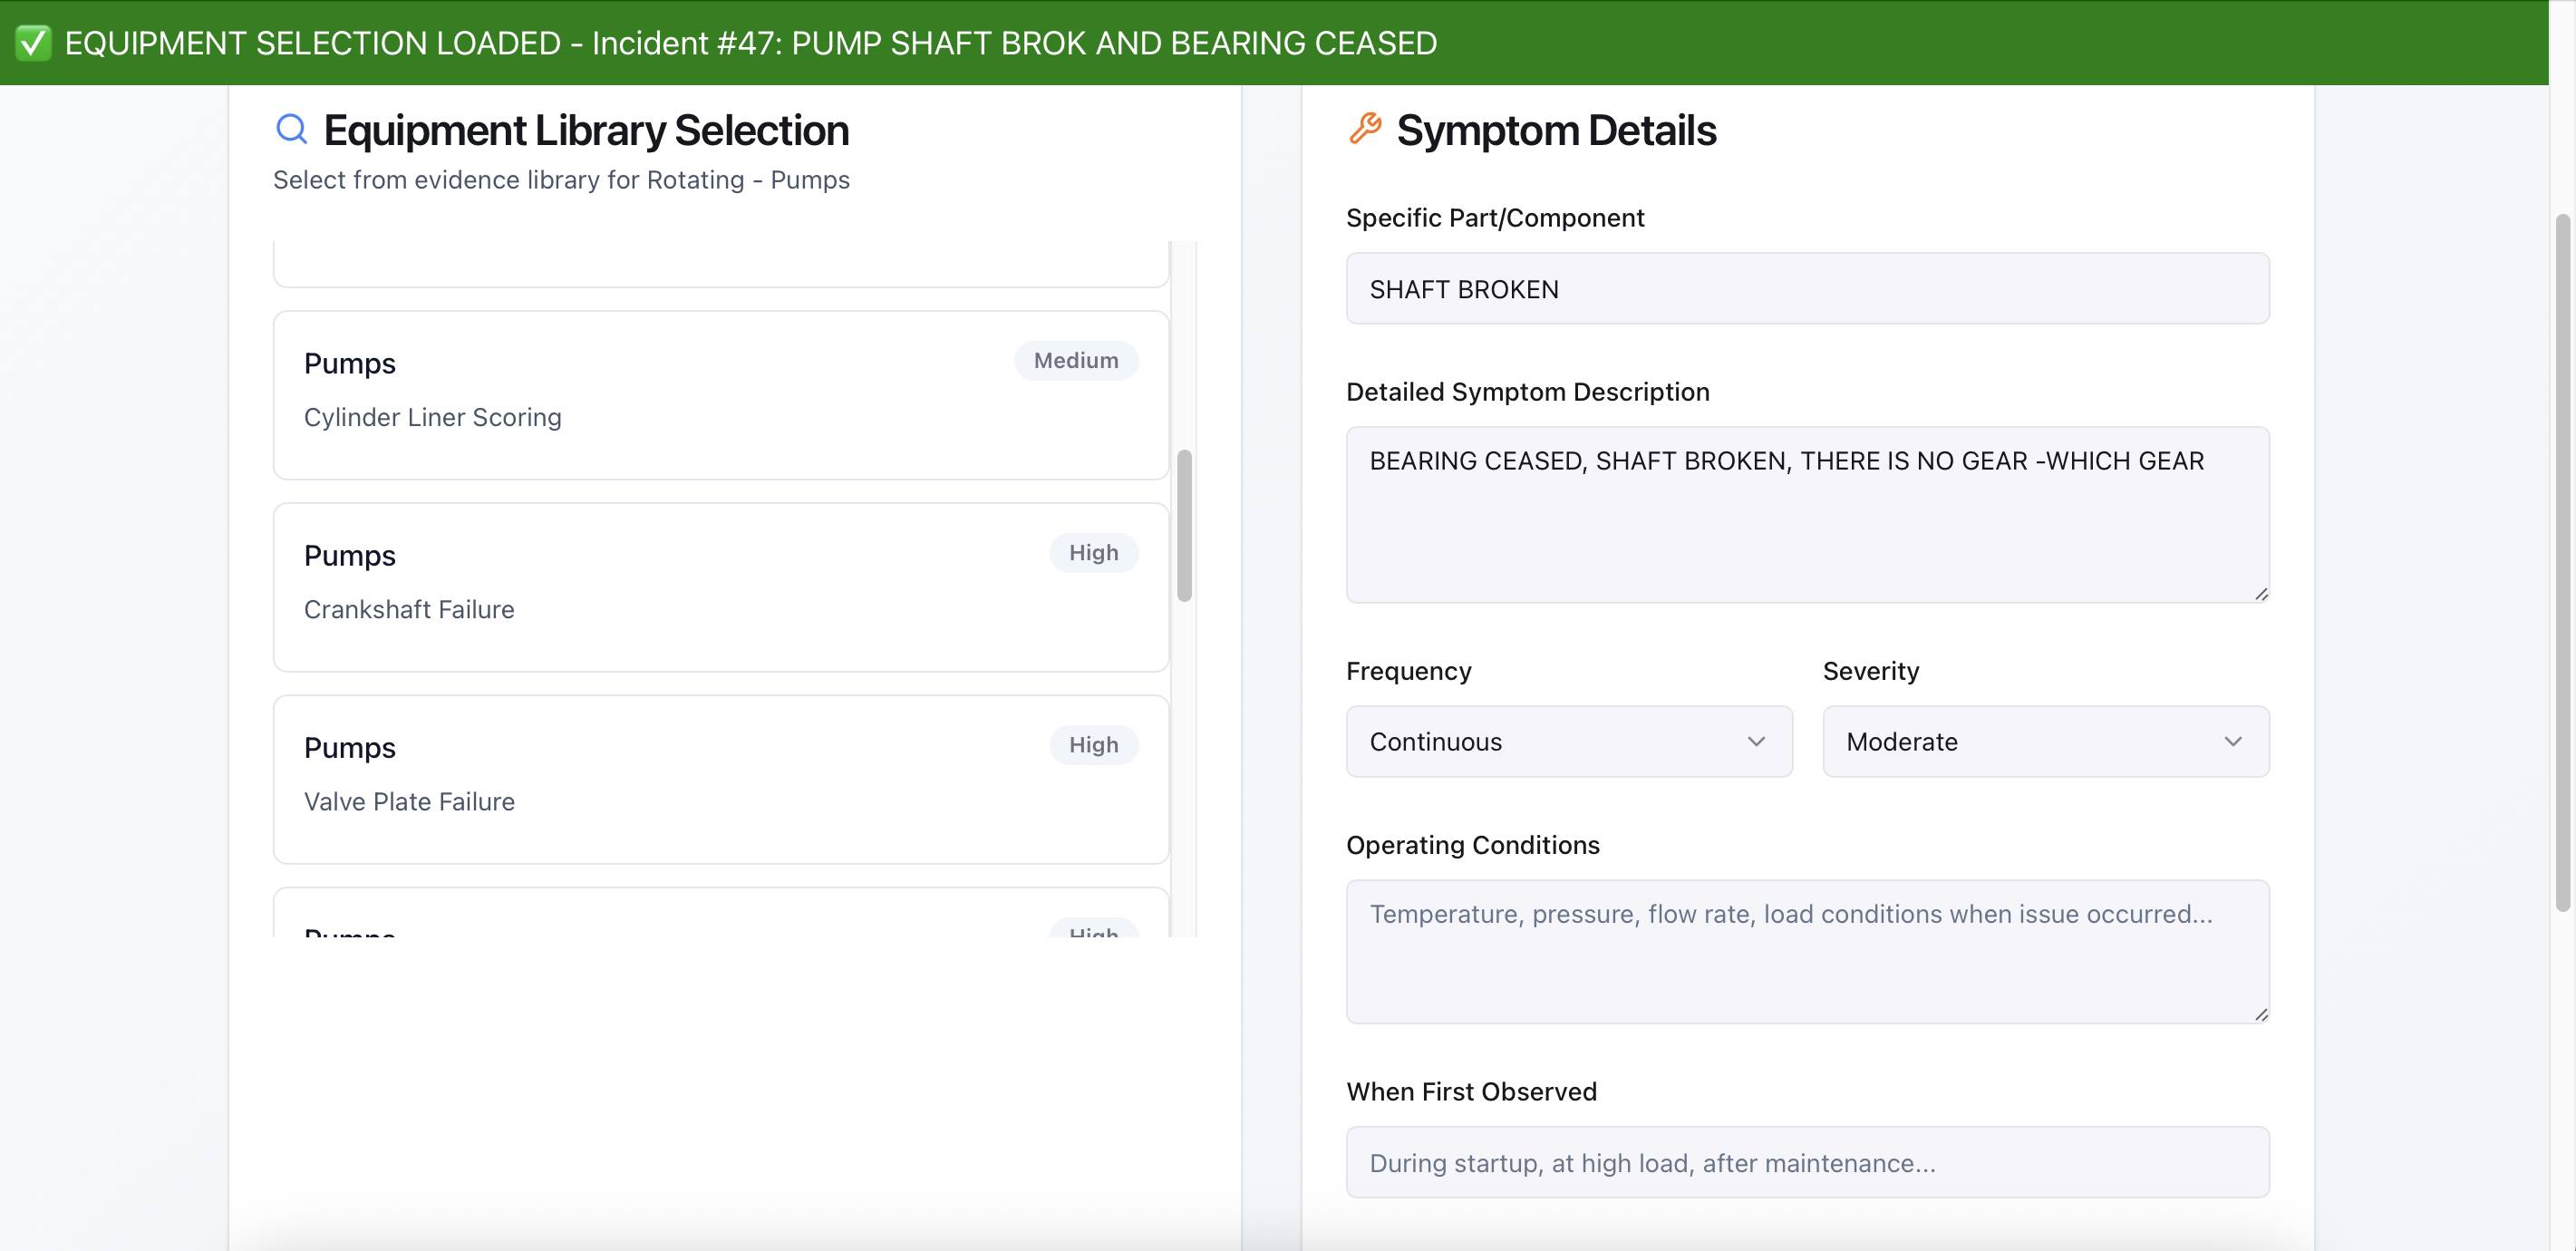 ✅ EQUIPMENT SELECTION LOADED - Incident #47: PUMP SHAFT BROK AND BEARING CEASED
Equipment Library Selection
Select from evidence library for Rotating - Pumps
Pumps
Medium
Cylinder Liner Scoring
Pumps
High
Crankshaft Failure
Pumps
High
Valve Plate Failure
Pumps
High
Symptom Details
Specific Part/Component
SHAFT BROKEN
Detailed Symptom Description
BEARING CEASED, SHAFT BROKEN, THERE IS NO GEAR -WHICH GEAR
Frequency
Severity
Continuous
Moderate
Operating Conditions
Temperature, pressure, flow rate, load conditions when issue occurred...
When First Observed
During startup, at high load, after maintenance...